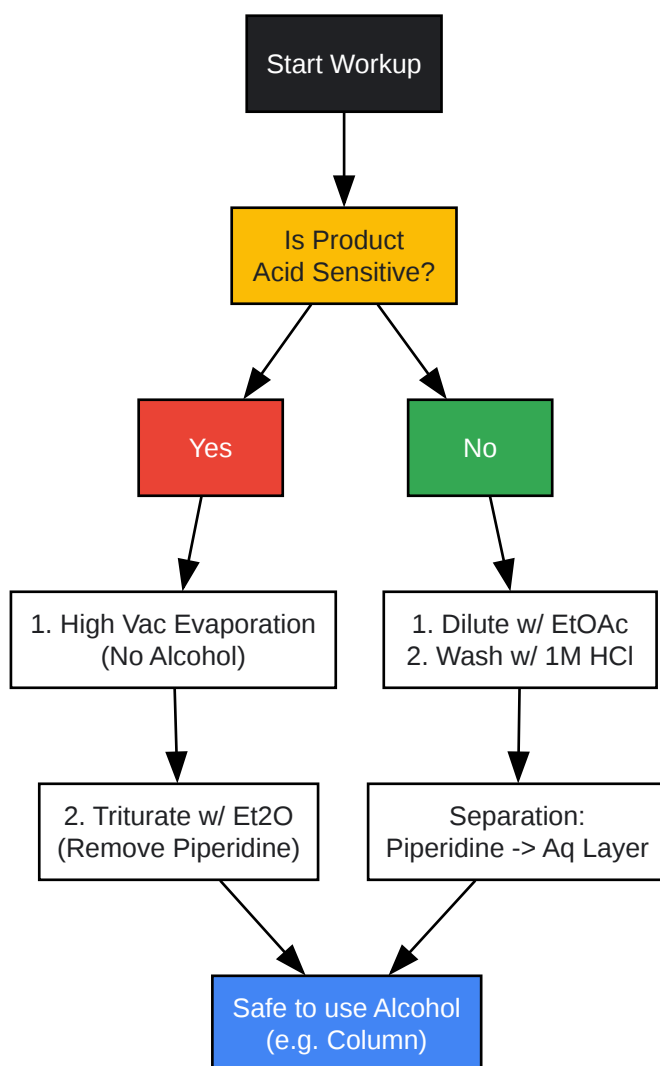 Start Workup
Is Product
Acid Sensitive?
Yes
No
1. High Vac Evaporation
(No Alcohol)
1. Dilute w/ EtOAc
2. Wash w/ 1M HCl
2. Triturate w/ Et2O
(Remove Piperidine)
Separation:
Piperidine -> Aq Layer
Safe to use Alcohol
(e.g. Column)